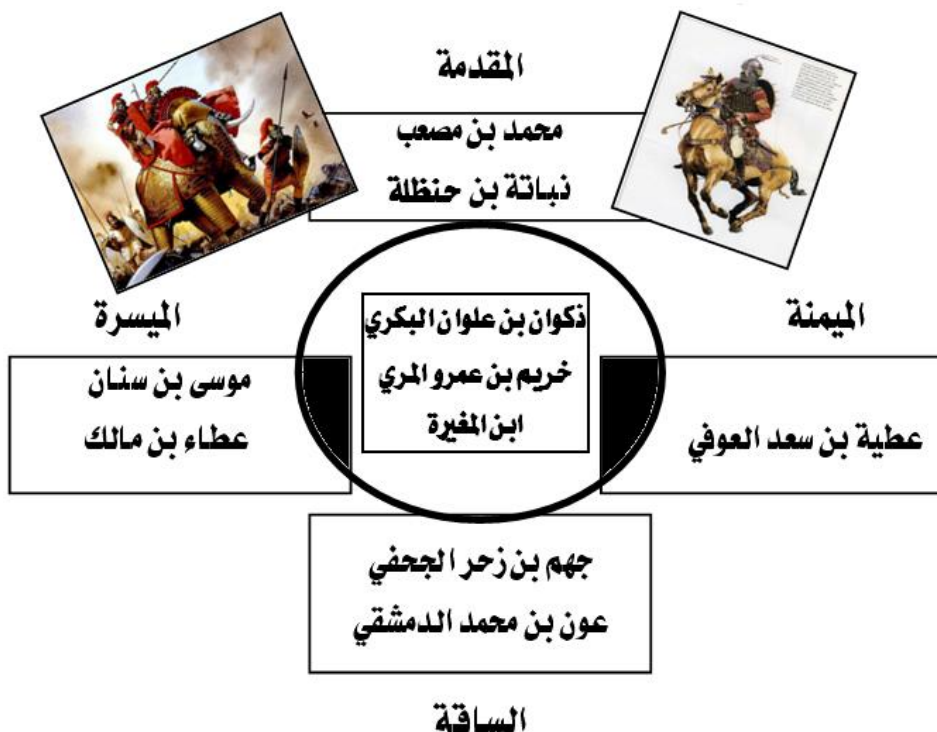 المقدمة
محمد بن مصعب
نباتة بن حنظلة
الميمنة
عطية بن سعد العوفي
ذكوان بن علوان البكري
خريم بن عمرو المري
ابن المغيرة
الميسرة
موسى بن سنان
عطاء بن مالك
جهم بن زحر الجحفي
عون بن محمد الدمشقي
الساقة